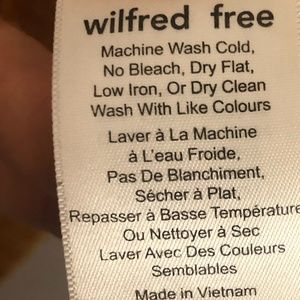 wilfred free
Machine Wash Cold,
No Bleach, Dry Flat,
Low Iron, Or Dry Clean
Wash With Like Colours
Laver à La Machine
à L'eau Froide,
Pas De Blanchiment,
Sécher à Plat,
Repasser à Basse Température
Ou Nettoyer à Sec
Laver Avec Des Couleurs
Semblables
Made in Vietnam